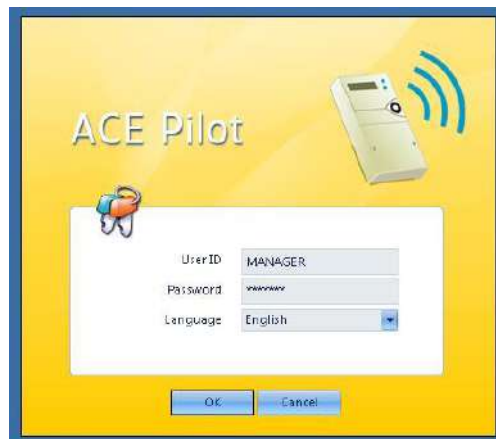 ACE Pilot
User ID MANAGER
Password *******
Language English
OK Cancel